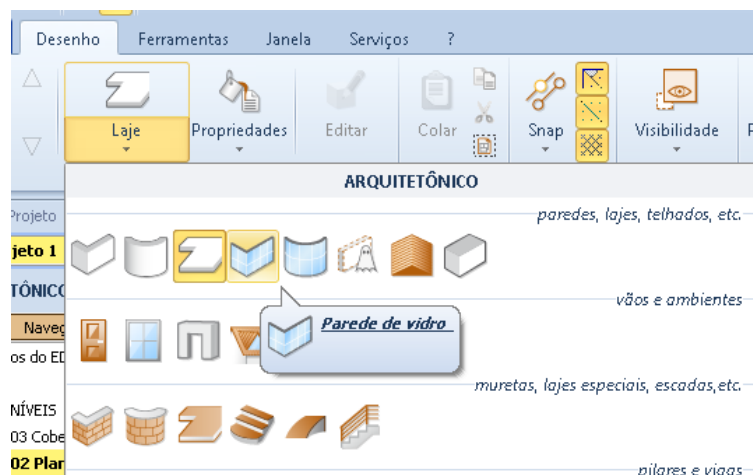 Desenho Ferramentas Janela Serviços ?
Laje Propriedades Editar Colar Snap Visibilidade
ARQUITETÔNICO
Projeto
paredes, lajes, telhados, etc.
jeto 1
TÔNICO
vãos e ambientes
Naveg
Parede de vidro
os do ED
muretas, lajes especiais, escadas,etc.
NÍVEIS
03 Cobe
02 Plan
pilares e vigas